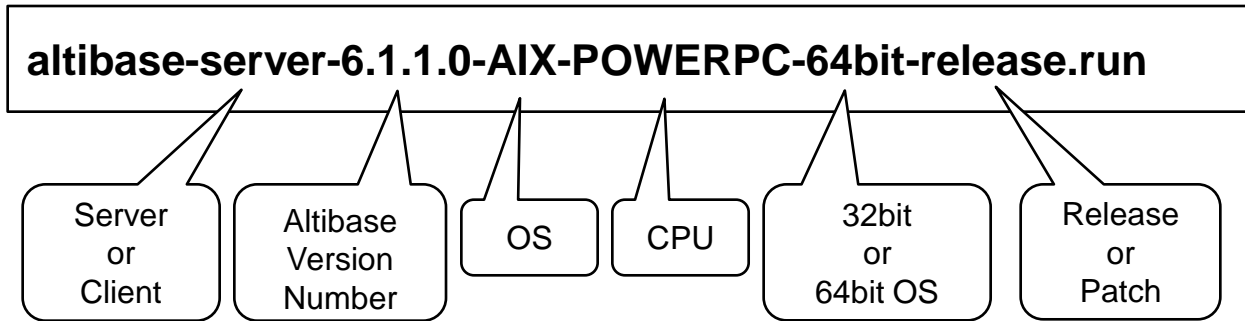 altibase-server-6.1.1.0-AIX-POWERPC-64bit-release.run
Server
or
Client
Altibase
Version
Number
OS
CPU
32bit
or
64bit OS
Release
or
Patch